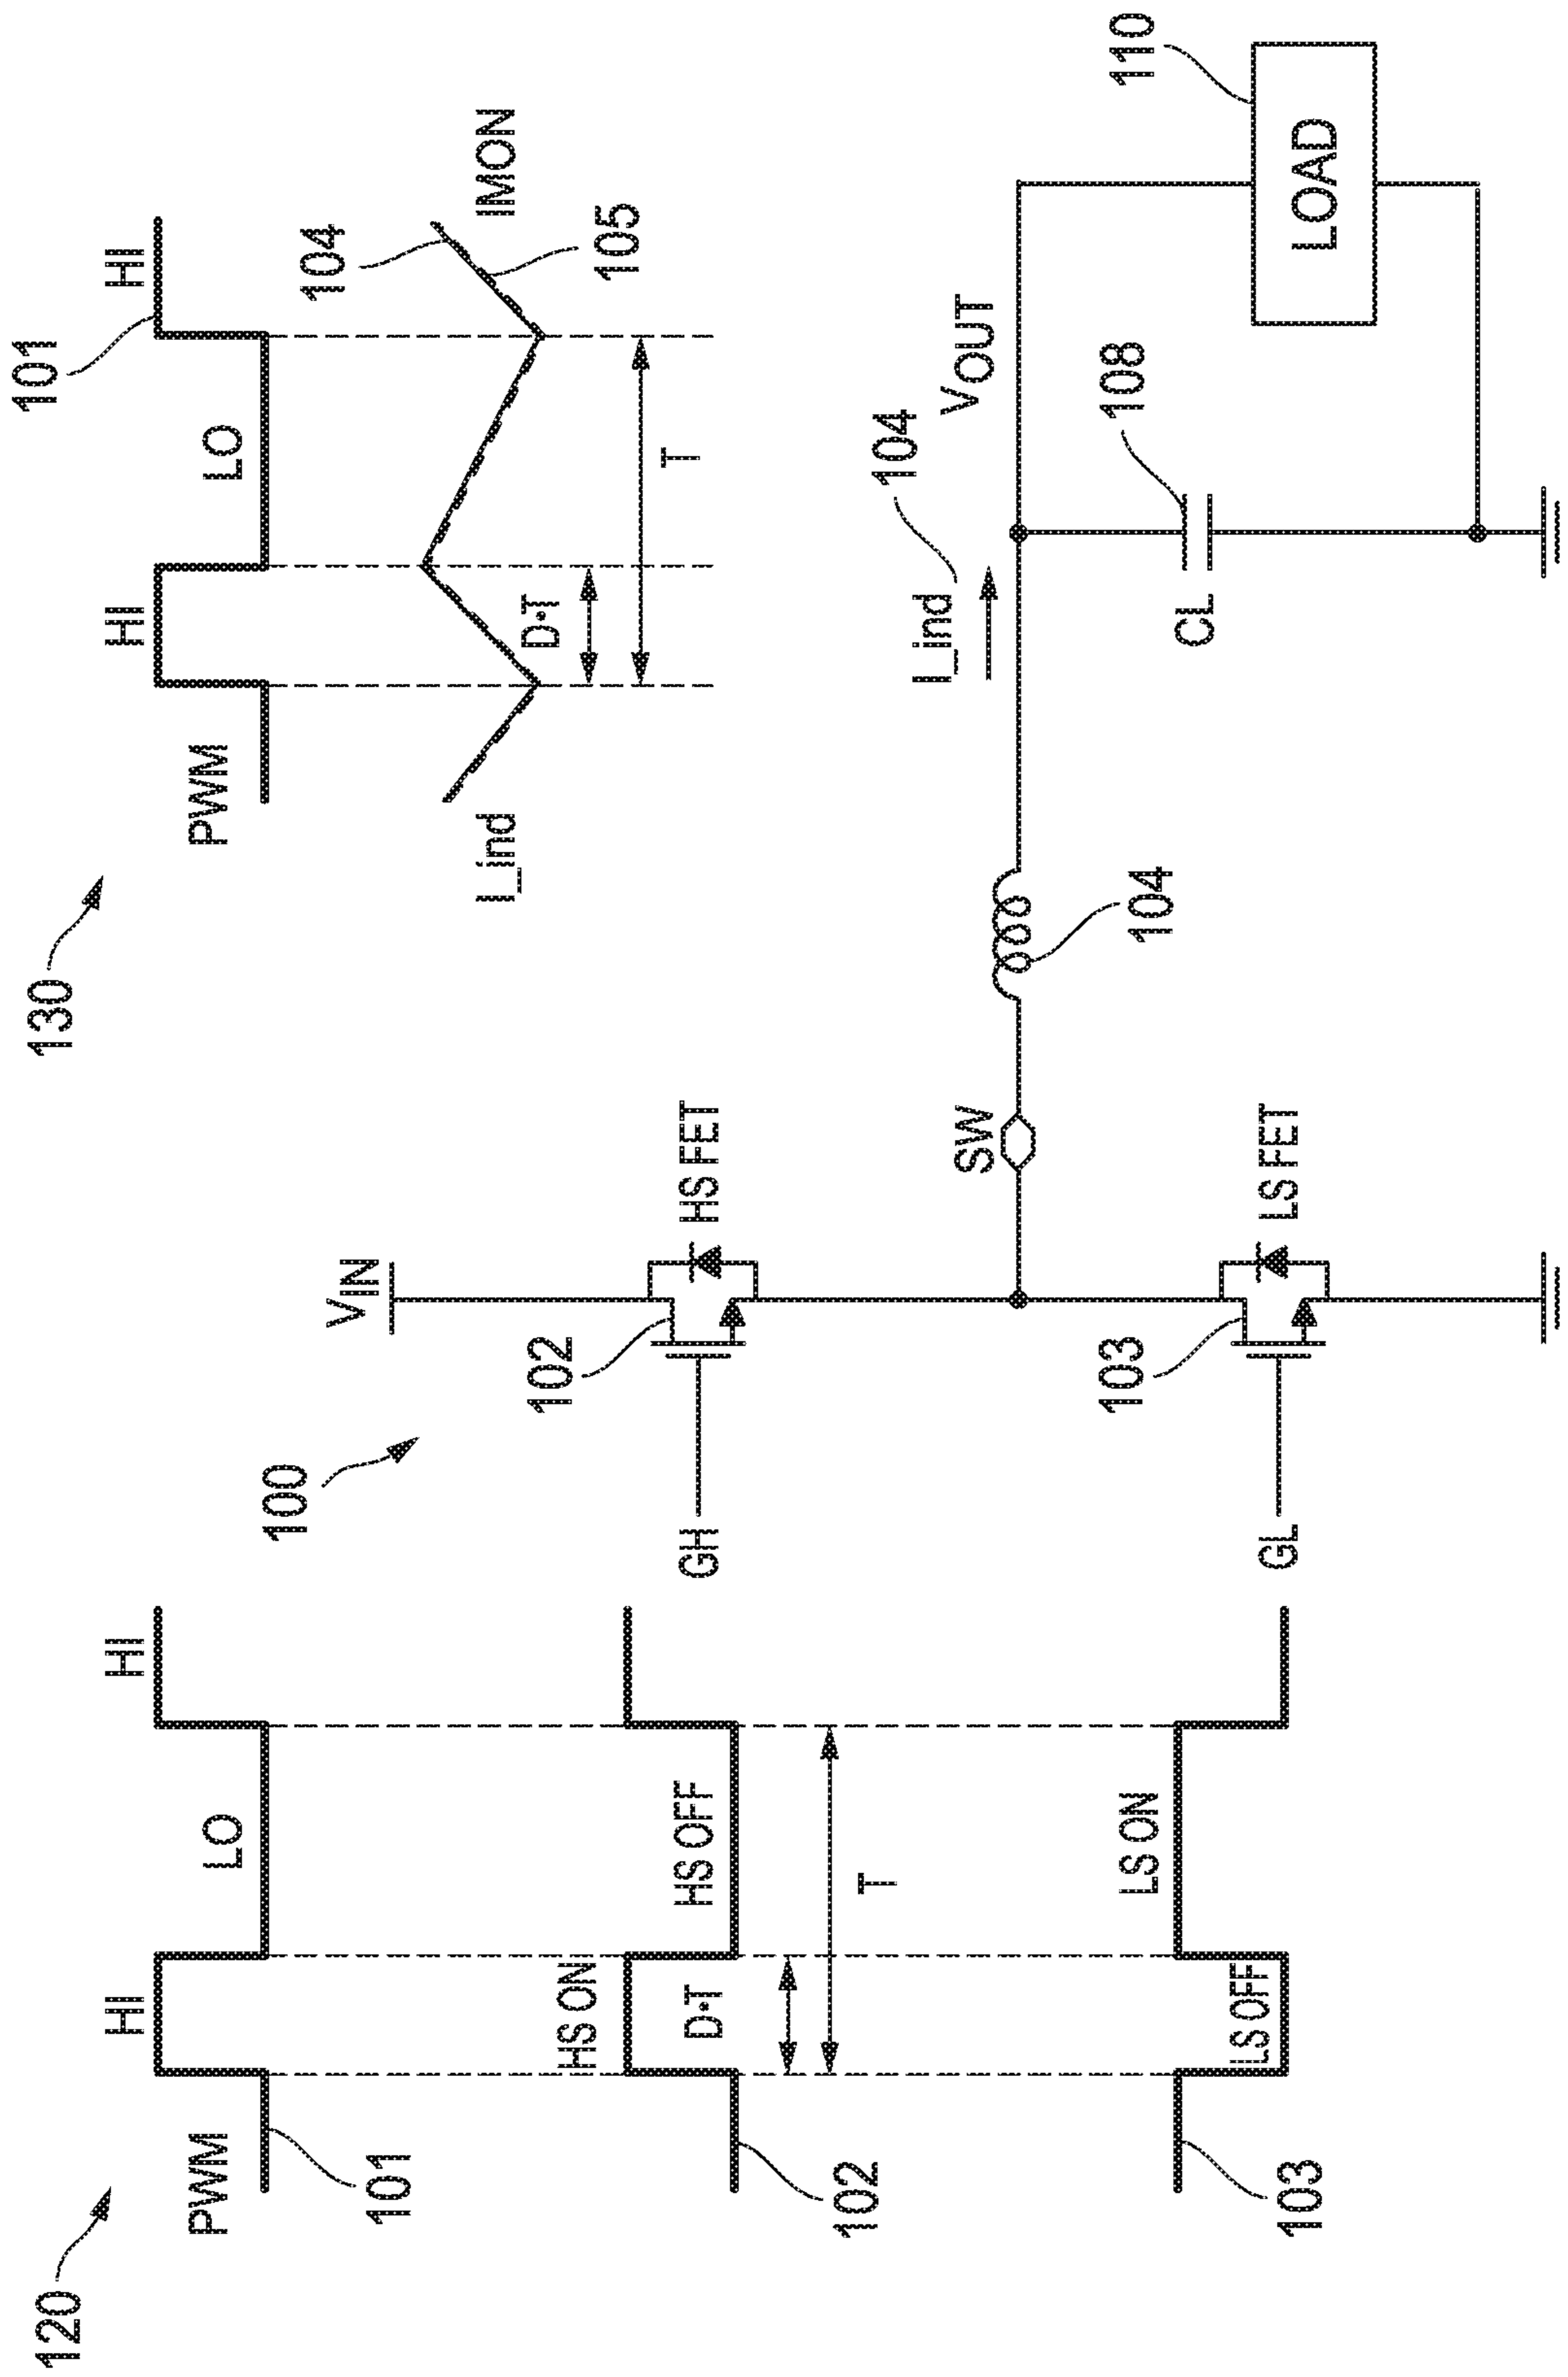 120
PWM
101
HI
LO
HI
HS ON
HS OFF
D•T
T
102
LS OFF
LS ON
103
100
VIN
GH
102
HS FET
GL
103
LS FET
SW
104
I_ind
104
VOUT
CL
108
LOAD
110
130
PWM
HI
LO
HI
101
I_ind
104
IMON
105
D•T
T